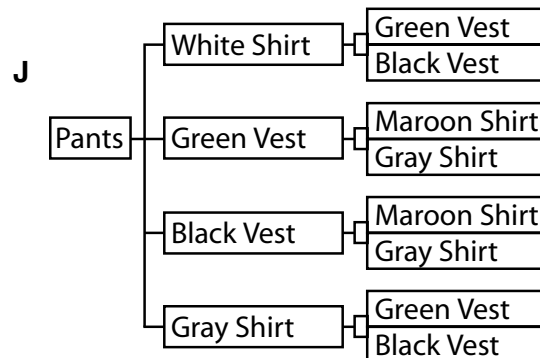 J
Pants
White Shirt
Green Vest
Black Vest
Green Vest
Maroon Shirt
Gray Shirt
Black Vest
Maroon Shirt
Gray Shirt
Gray Shirt
Green Vest
Black Vest